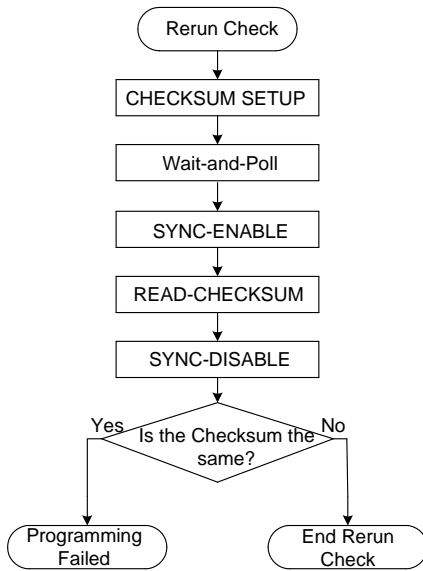 Rerun Check
CHECKSUM SETUP
Wait-and-Poll
SYNC-ENABLE
READ-CHECKSUM
SYNC-DISABLE
Yes
No
Is the Checksum the
same?
Programming
Failed
End Rerun
Check